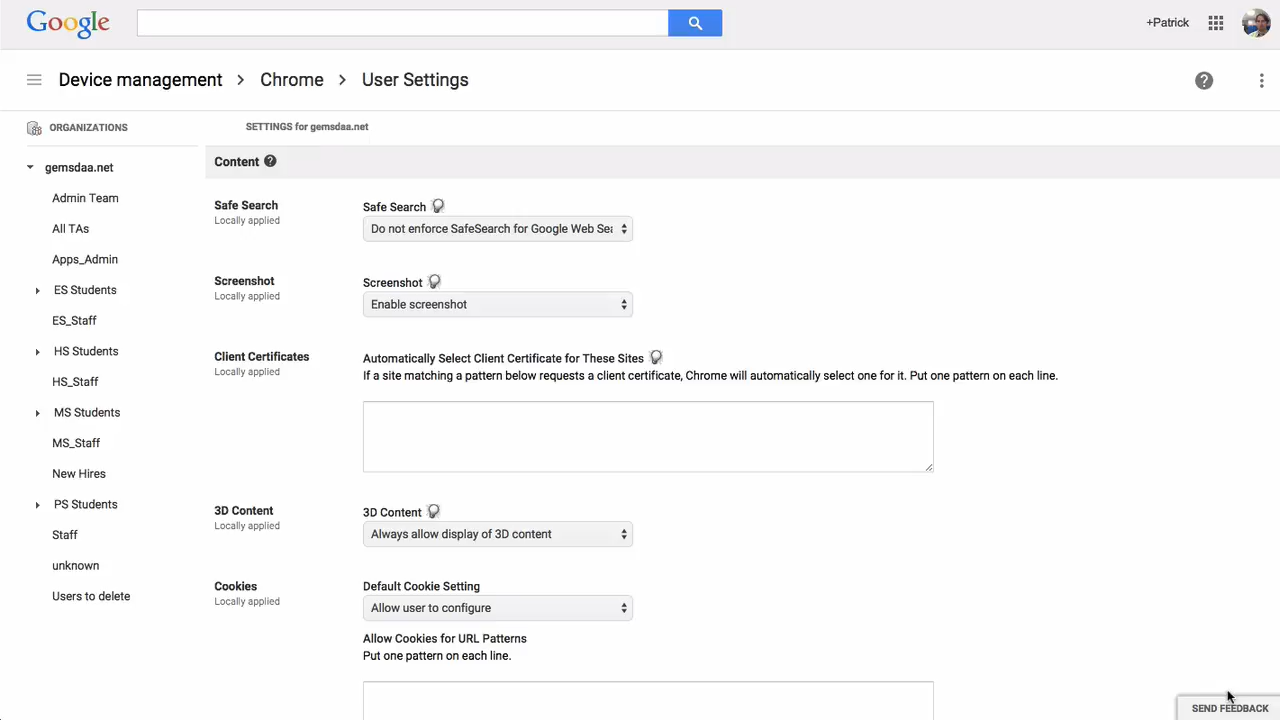 Google
+Patrick
Device management > Chrome > User Settings
ORGANIZATIONS
SETTINGS for gemsdaa.net
gemsdaa.net
Admin Team
All TAs
Apps_Admin
ES Students
ES_Staff
HS Students
HS_Staff
MS Students
MS_Staff
New Hires
PS Students
Staff
unknown
Users to delete
Content
Safe Search
Locally applied
Safe Search
Do not enforce SafeSearch for Google Web Sea
Screenshot
Locally applied
Screenshot
Enable screenshot
Client Certificates
Locally applied
Automatically Select Client Certificate for These Sites
If a site matching a pattern below requests a client certificate, Chrome will automatically select one for it. Put one pattern on each line.
3D Content
Locally applied
3D Content
Always allow display of 3D content
Cookies
Locally applied
Default Cookie Setting
Allow user to configure
Allow Cookies for URL Patterns
Put one pattern on each line.
SEND FEEDBACK